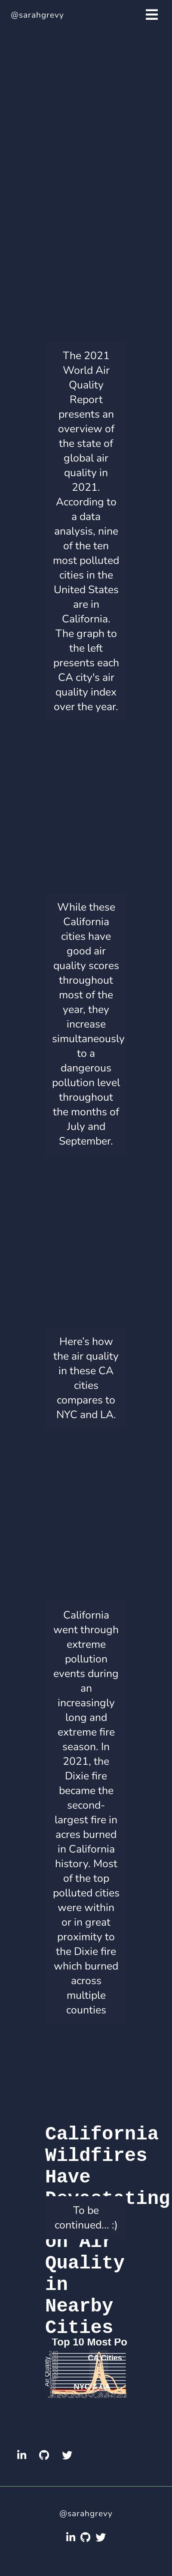 @sarahgrevy
The 2021
World Air
Quality
Report
presents an
overview of
the state of
global air
quality in
2021.
According to
a data
analysis, nine
of the ten
most polluted
cities in the
United States
are in
California.
The graph to
the left
presents each
CA city's air
quality index
over the year.
While these
California
cities have
good air
quality scores
throughout
most of the
year, they
increase
simultaneously
to a
dangerous
pollution level
throughout
the months of
July and
September.
Here's how
the air quality
in these CA
cities
compares to
NYC and LA.
California
went through
extreme
pollution
events during
an
increasingly
long and
extreme fire
season. In
2021, the
Dixie fire
became the
second-
largest fire in
acres burned
in California
history. Most
of the top
polluted cities
were within
or in great
proximity to
the Dixie fire
which burned
across
multiple
counties
California
Wildfires
Have
Devastating
To be
continued... :)
on Air
Quality
in
Nearby
Cities
Top 10 Most Po
CA Cities
Air Quality
NYC
@sarahgrevy